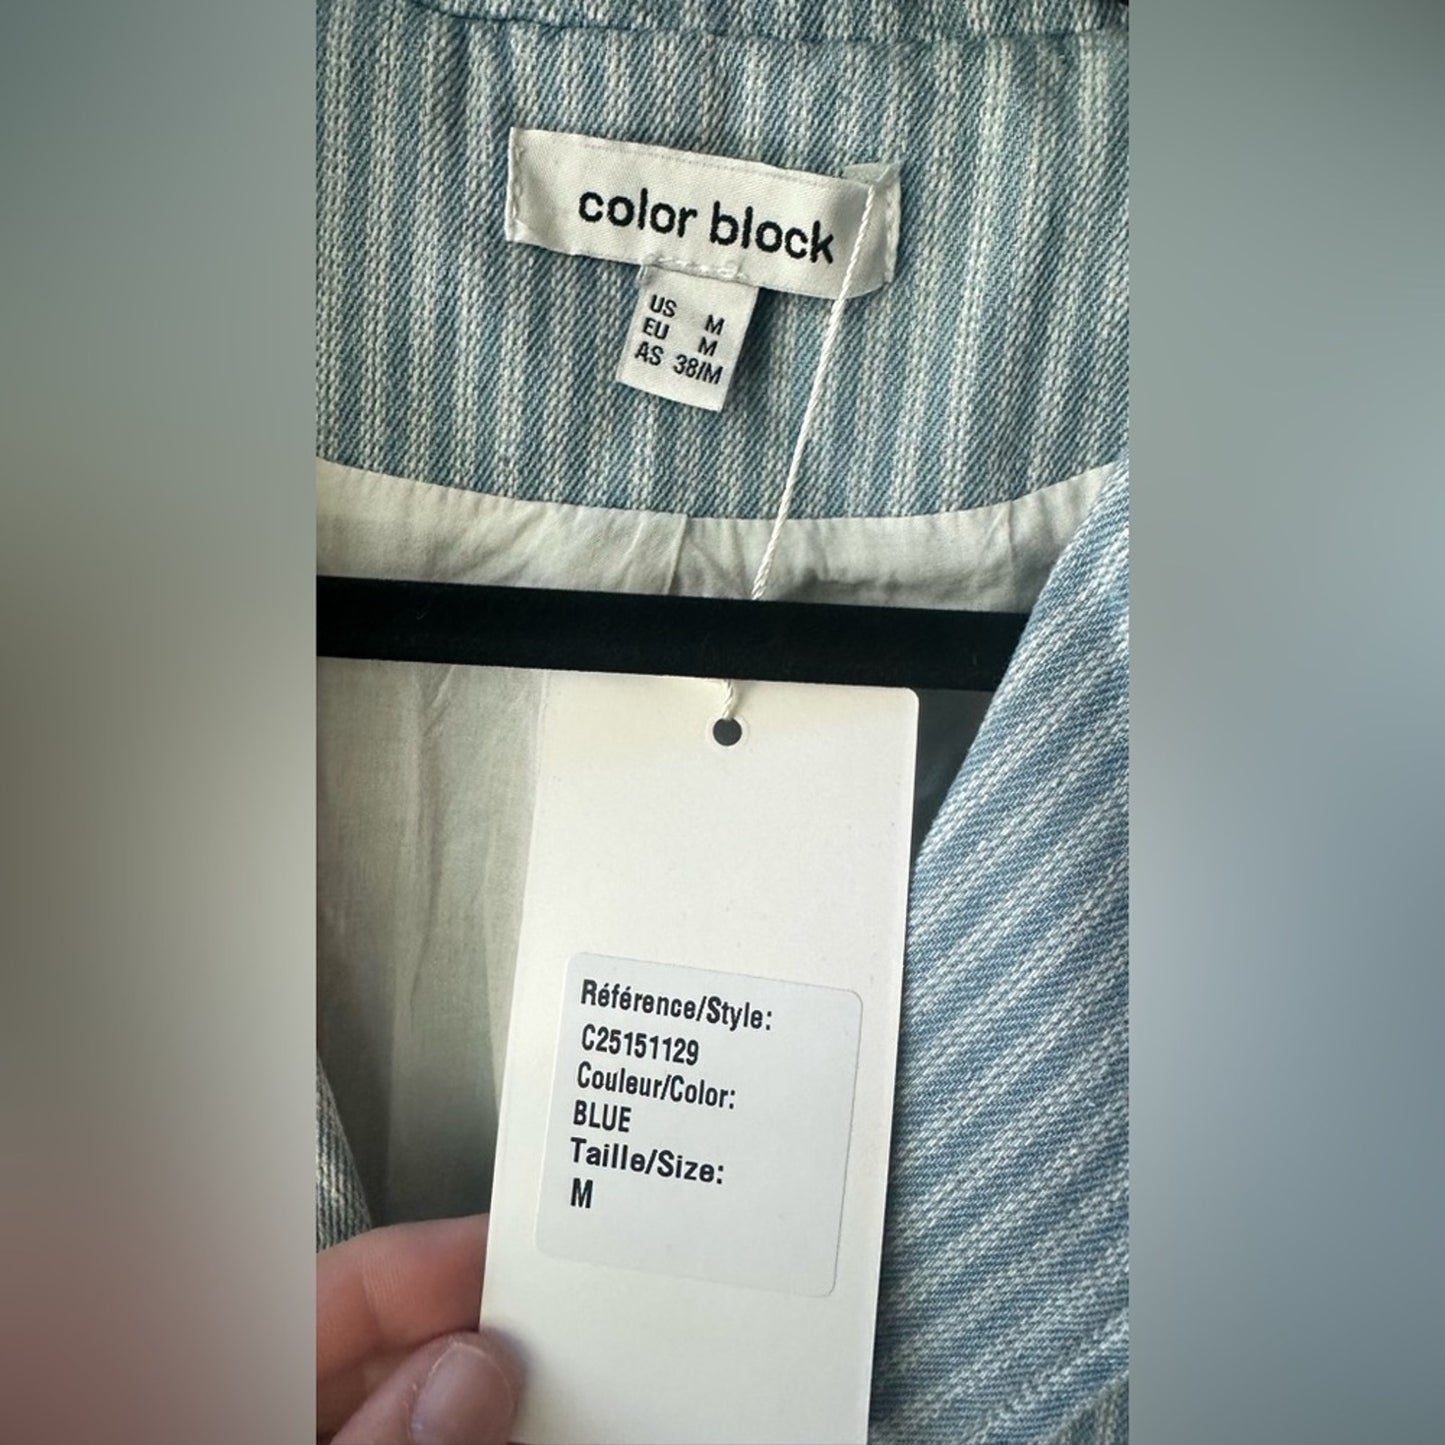 color block
US M
EU M
AS 38/M
Référence/Style:
C25151129
Couleur/Color:
BLUE
Taille/Size:
M